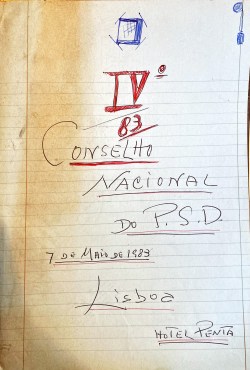 IVº
83
CONSELHO
NACIONAL
DO P.S.D.
7 DE MAIO DE 1983
LISBOA
HOTEL PENTA